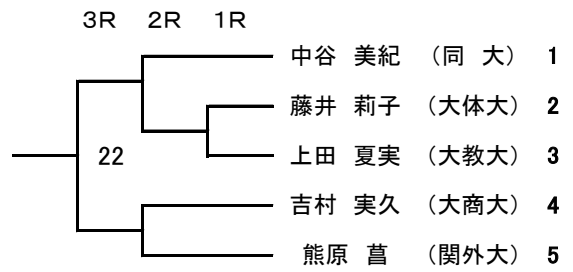 3R 2R 1R
中谷 美紀 (同 大) 1
藤井 莉子 (大体大) 2
22 上田 夏実 (大教大) 3
吉村 実久 (大商大) 4
熊原 菖 (関外大) 5